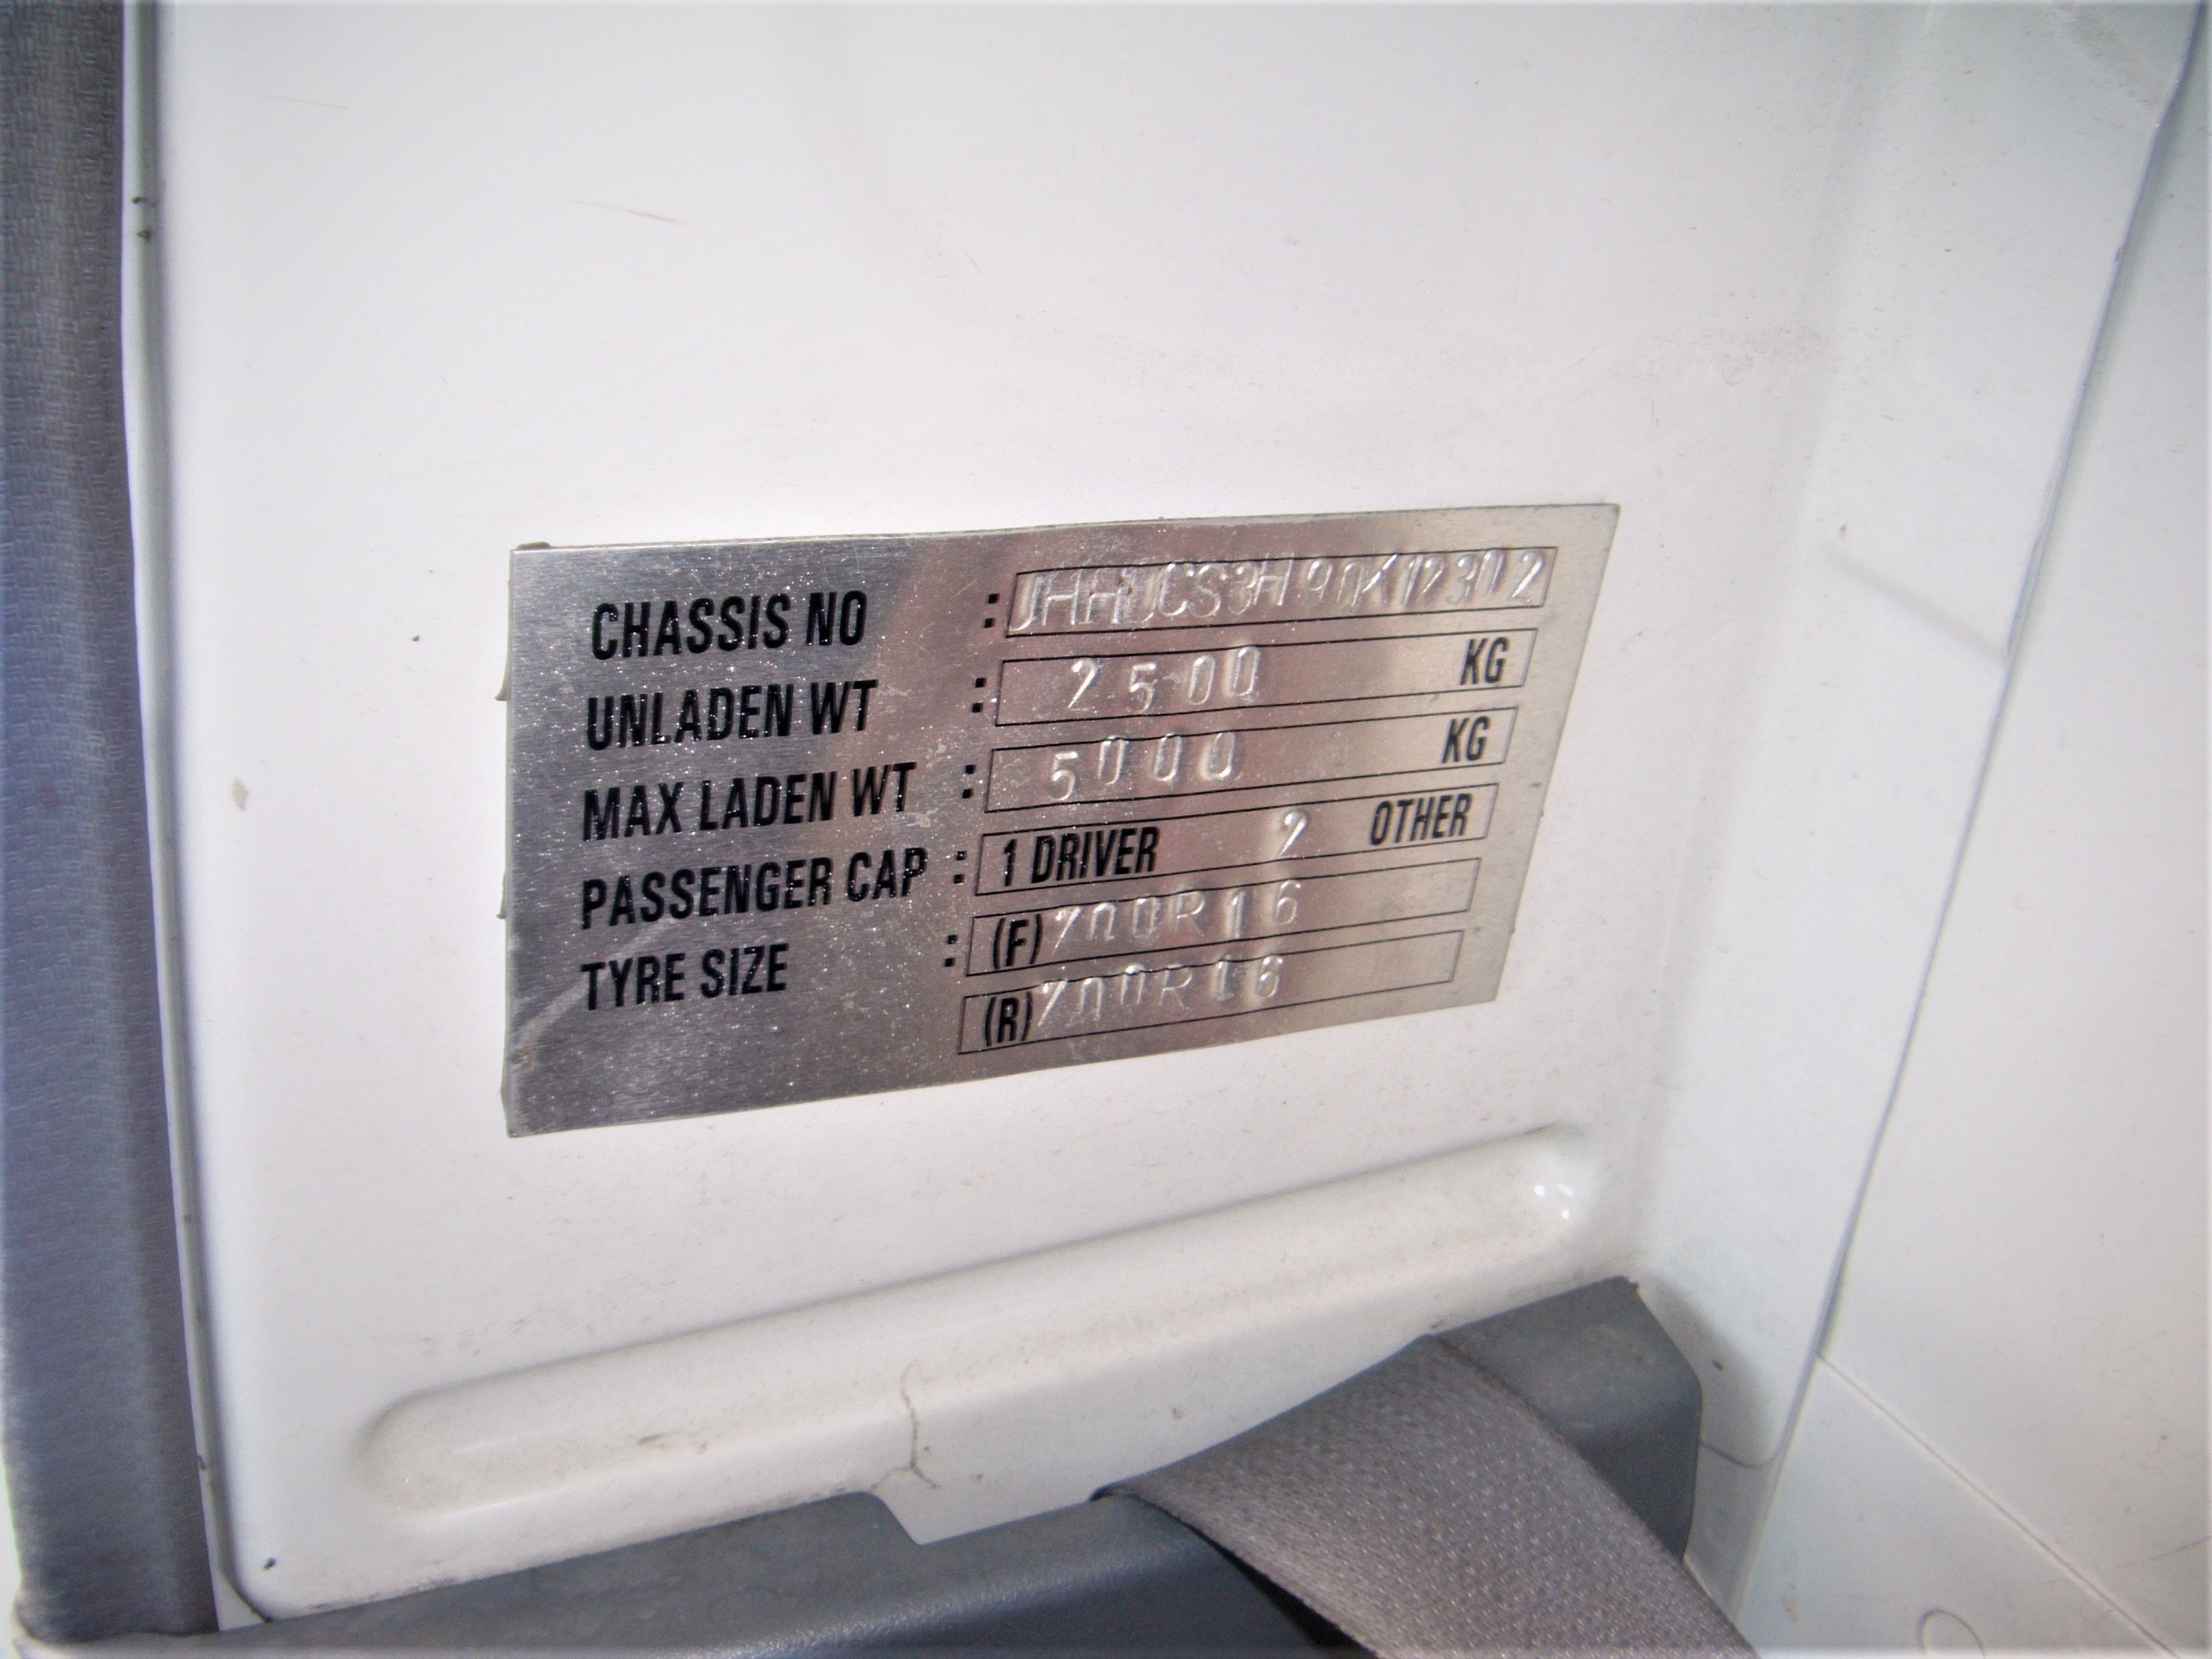 CHASSIS NO : JHHUCS3H90K012302
UNLADEN WT : 2500 KG
MAX LADEN WT : 5000 KG
PASSENGER CAP : 1 DRIVER 2 OTHER
TYRE SIZE : (F) 700R16
(R) 700R16